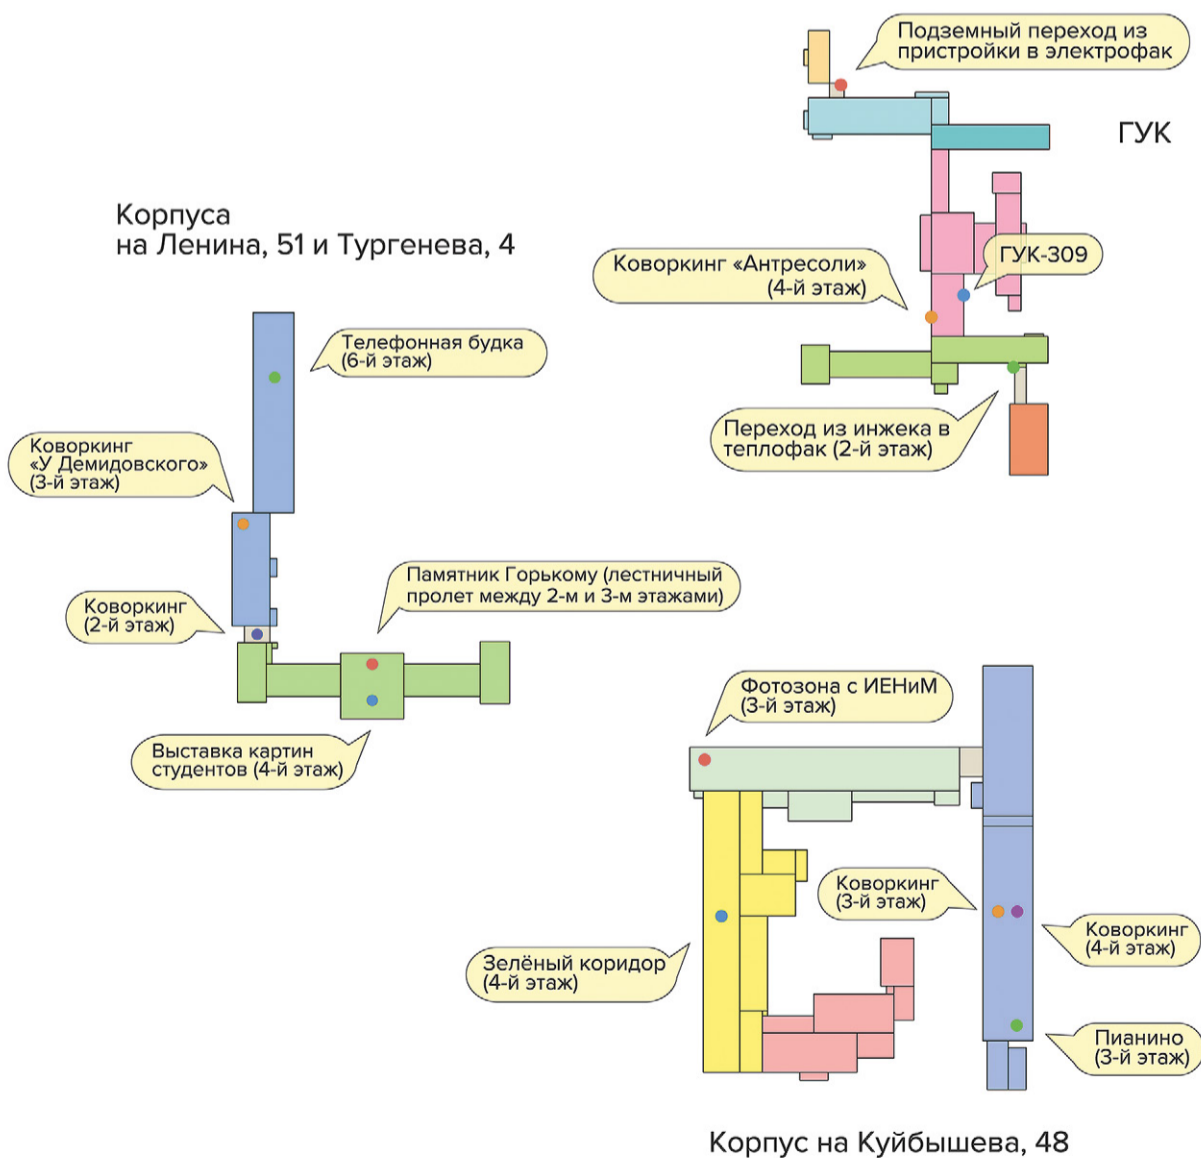 Подземный переход из
пристройки в электрофак
ГУК
Корпуса
на Ленина, 51 и Тургенева, 4
Коворкинг «Антресоли»
(4-й этаж)
ГУК-309
Телефонная будка
(6-й этаж)
Переход из инжека в
теплофак (2-й этаж)
Коворкинг
«У Демидовского»
(3-й этаж)
Памятник Горькому (лестничный
пролет между 2-м и 3-м этажами)
Коворкинг
(2-й этаж)
Выставка картин
студентов (4-й этаж)
Фотозона с ИЕНиМ
(3-й этаж)
Коворкинг
(3-й этаж)
Коворкинг
(4-й этаж)
Зелёный коридор
(4-й этаж)
Пианино
(3-й этаж)
Корпус на Куйбышева, 48